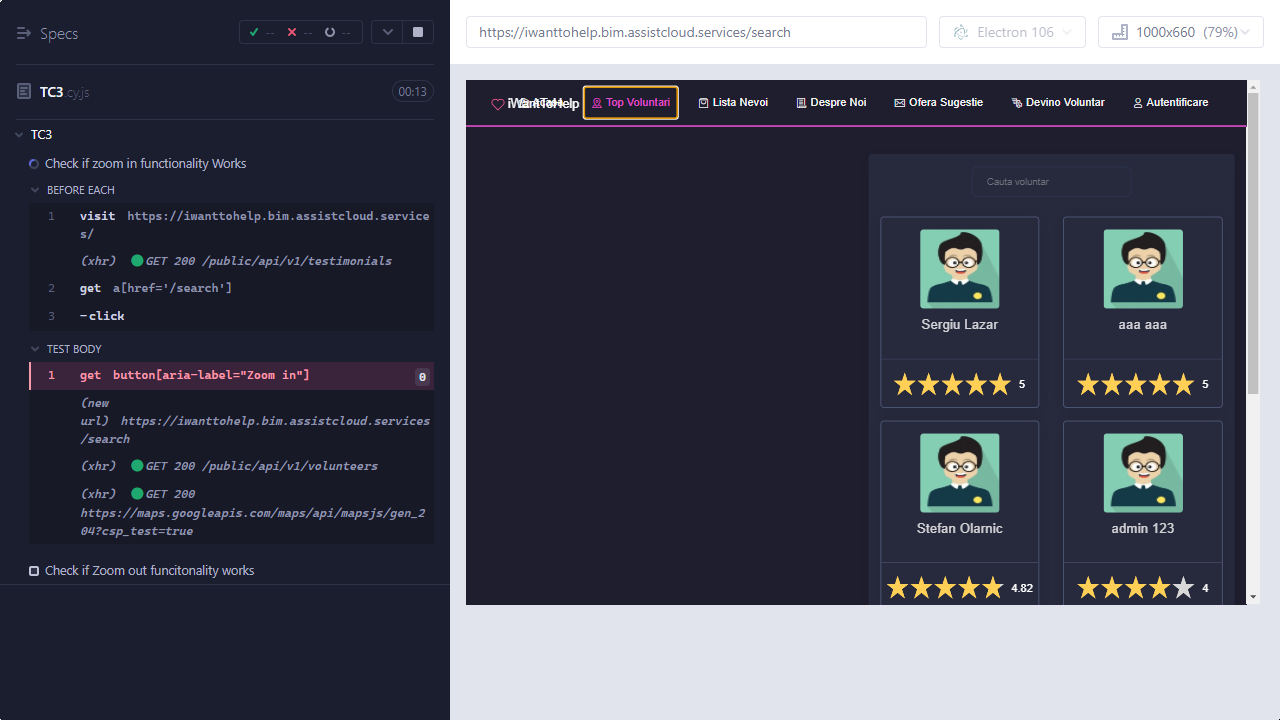 Specs
-- -- --
https://iwanttohelp.bim.assistcloud.services/search
Electron 106
1000x660 (79%)
TC3.cy.js
00:13
TC3
Check if zoom in functionality Works
BEFORE EACH
1 visit https://iwanttohelp.bim.assistcloud.service
s/
(xhr) GET 200 /public/api/v1/testimonials
2 get a[href='/search']
3 -click
TEST BODY
1 get button[aria-label="Zoom in"] 0
(new
url) https://iwanttohelp.bim.assistcloud.services
/search
(xhr) GET 200 /public/api/v1/volunteers
(xhr) GET 200
https://maps.googleapis.com/maps/api/mapsjs/gen_2
04?csp_test=true
Check if Zoom out funcitonality works
iWantToHelp
Top Voluntari
Lista Nevoi
Despre Noi
Ofera Sugestie
Devino Voluntar
Autentificare
Cauta voluntar
Sergiu Lazar
5
aaa aaa
5
Stefan Olarnic
4.82
admin 123
4